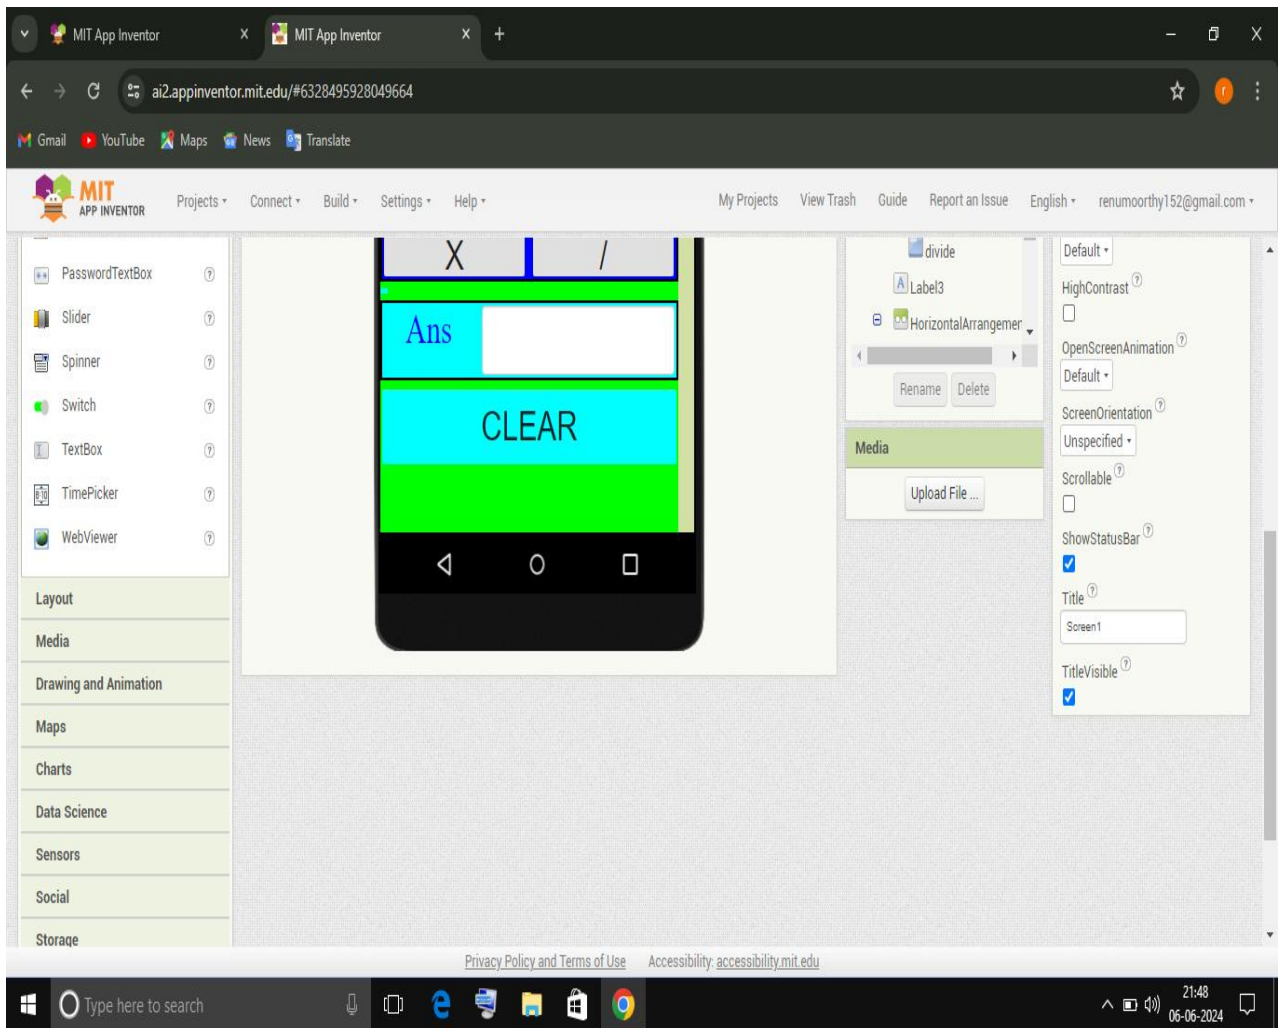 MIT App Inventor
MIT App Inventor
ai2.appinventor.mit.edu/#6328495928049664
Gmail YouTube Maps News Translate
MIT APP INVENTOR
Projects Connect Build Settings Help My Projects View Trash Guide Report an Issue English renumoorthy152@gmail.com
PasswordTextBox
Slider
Spinner
Switch
TextBox
TimePicker
WebViewer
Layout
Media
Drawing and Animation
Maps
Charts
Data Science
Sensors
Social
Storage
X /
Ans
CLEAR
divide
Label3
HorizontalArrangemen
Rename Delete
Media
Upload File ...
Default
HighContrast
OpenScreenAnimation
Default
ScreenOrientation
Unspecified
Scrollable
ShowStatusBar
Title
Screen1
TitleVisible
Privacy Policy and Terms of Use Accessibility: accessibility.mit.edu
Type here to search
21:48
06-06-2024